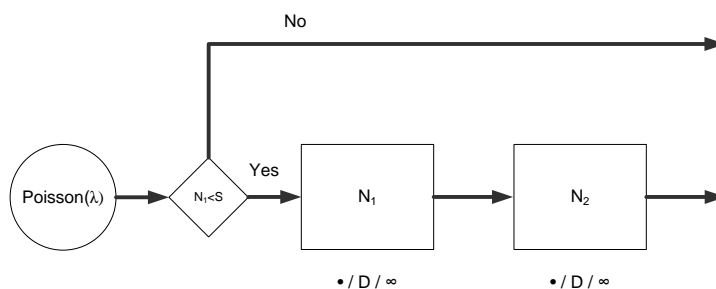 No
Yes
Poisson(λ)
N₁<S
N₁
N₂
• / D / ∞
• / D / ∞